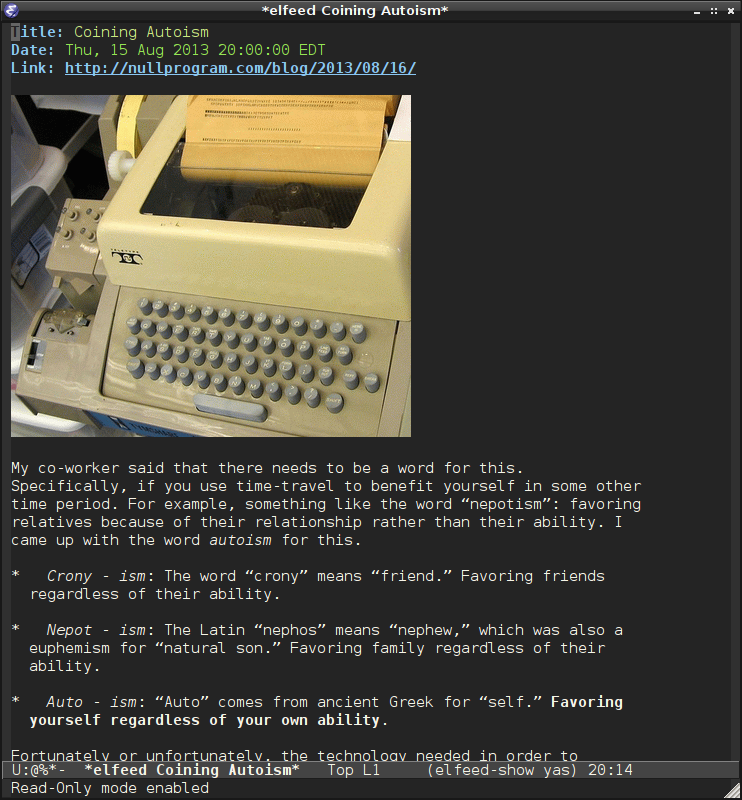 *elfeed Coining Autoism*
Title: Coining Autoism
Date: Thu, 15 Aug 2013 20:00:00 EDT
Link: http://nullprogram.com/blog/2013/08/16/
My co-worker said that there needs to be a word for this.
Specifically, if you use time-travel to benefit yourself in some other
time period. For example, something like the word “nepotism”: favoring
relatives because of their relationship rather than their ability. I
came up with the word autoism for this.
* Crony - ism: The word “crony” means “friend.” Favoring friends
regardless of their ability.
* Nepot - ism: The Latin “nephos” means “nephew,” which was also a
euphemism for “natural son.” Favoring family regardless of their
ability.
* Auto - ism: “Auto” comes from ancient Greek for “self.” Favoring
yourself regardless of your own ability.
Fortunately or unfortunately, the technology needed in order to
U:@%*- *elfeed Coining Autoism* Top L1 (elfeed-show yas) 20:14
Read-Only mode enabled